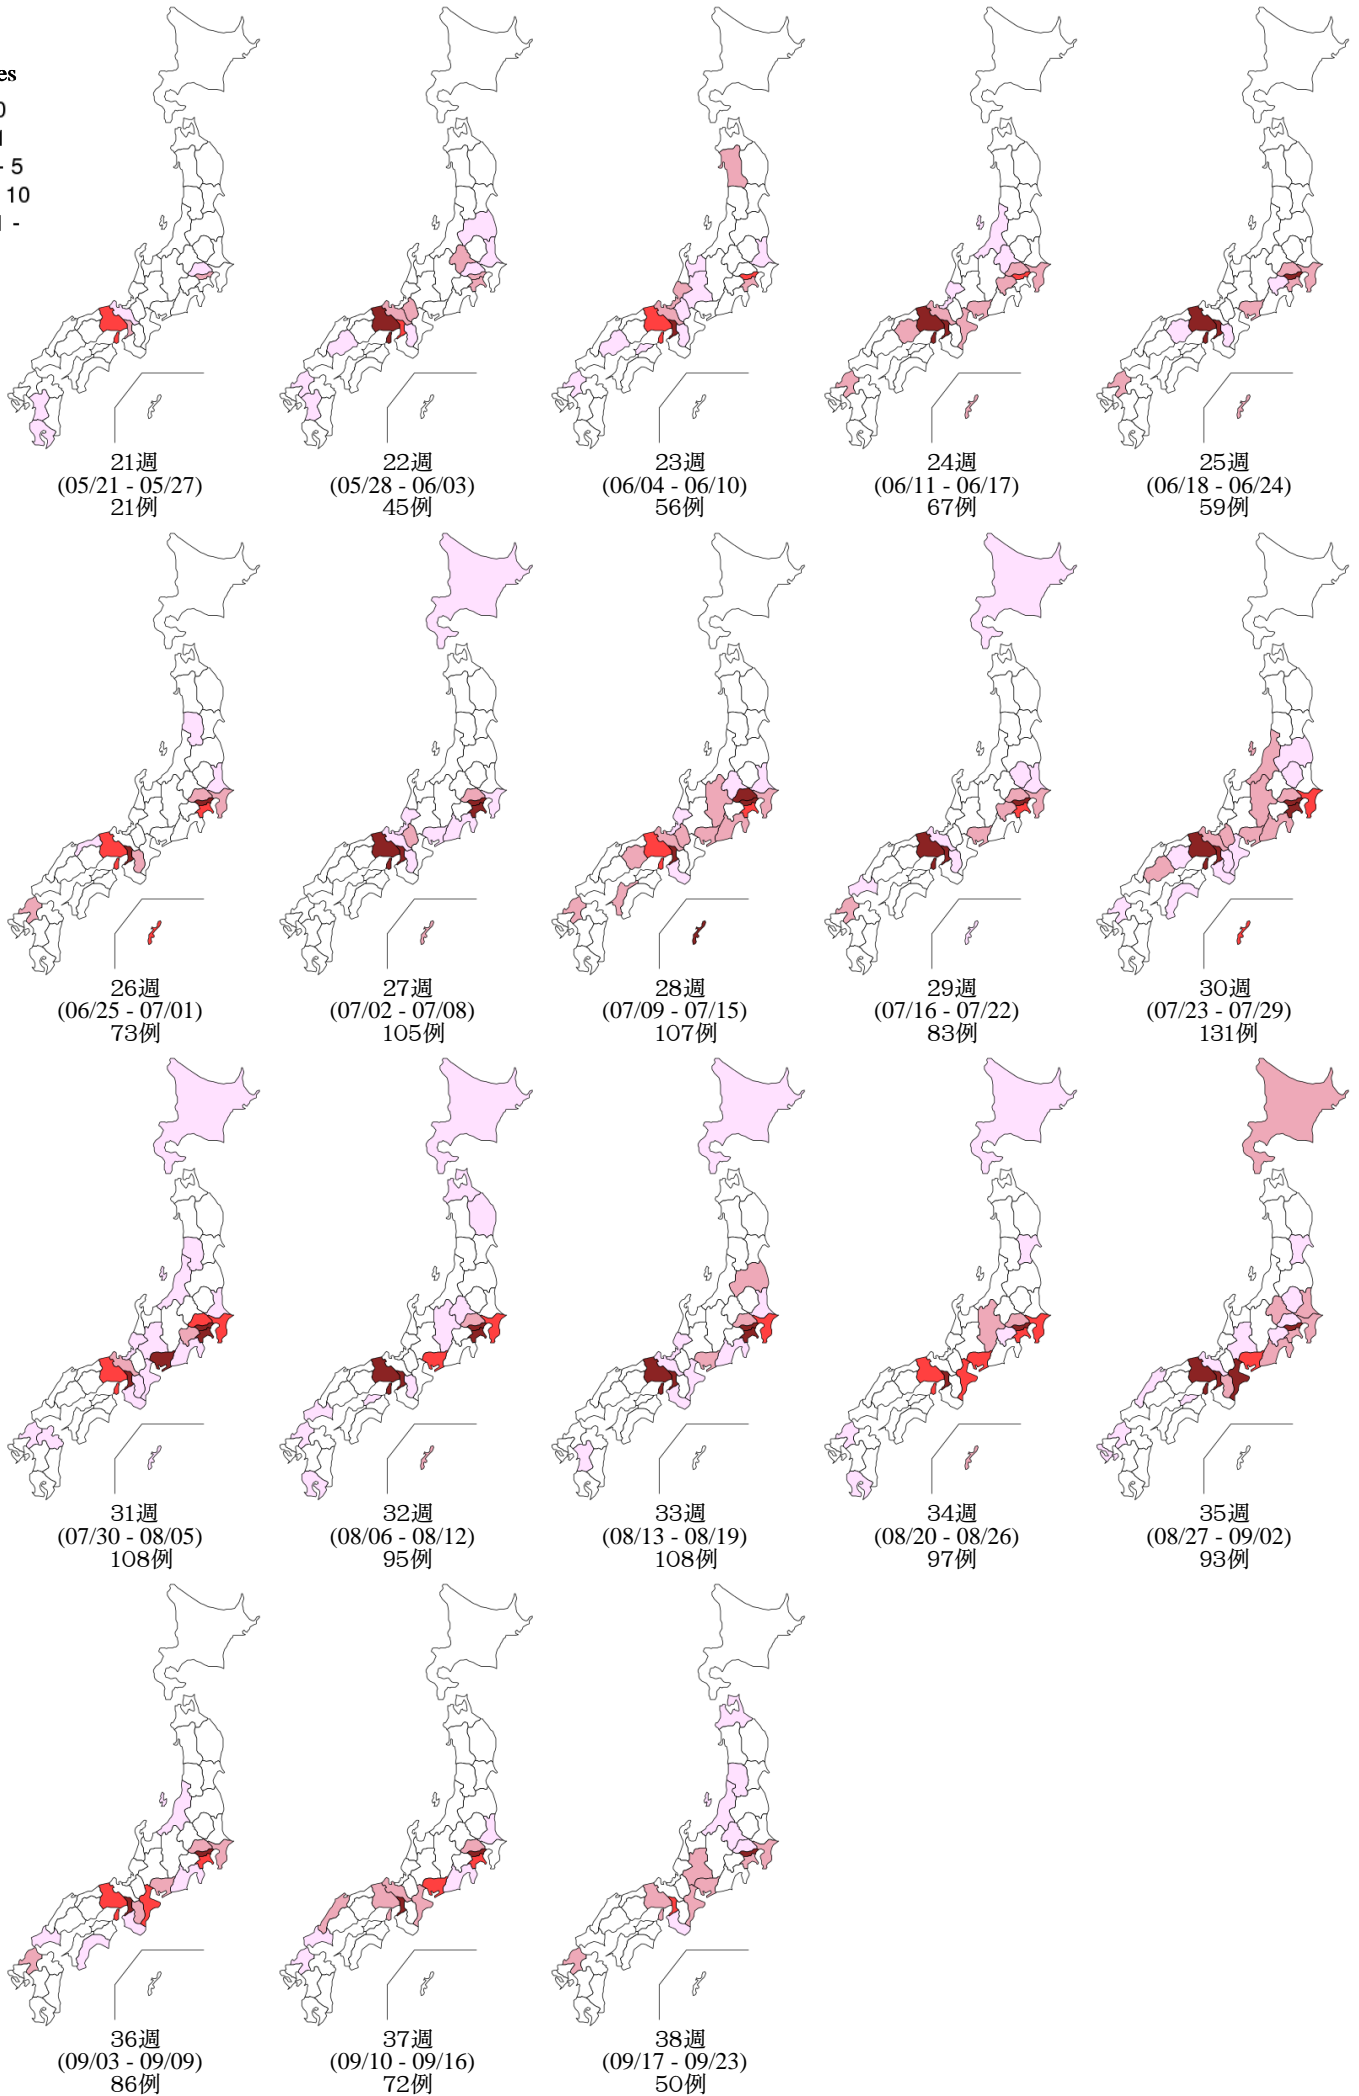 es
- 5
10
21週
(05/21 - 05/27)
21例
22週
(05/28 - 06/03)
45例
23週
(06/04 - 06/10)
56例
24週
(06/11 - 06/17)
67例
25週
(06/18 - 06/24)
59例
26週
(06/25 - 07/01)
73例
27週
(07/02 - 07/08)
105例
28週
(07/09 - 07/15)
107例
29週
(07/16 - 07/22)
83例
30週
(07/23 - 07/29)
131例
31週
(07/30 - 08/05)
108例
32週
(08/06 - 08/12)
95例
33週
(08/13 - 08/19)
108例
34週
(08/20 - 08/26)
97例
35週
(08/27 - 09/02)
93例
36週
(09/03 - 09/09)
86例
37週
(09/10 - 09/16)
72例
38週
(09/17 - 09/23)
50例